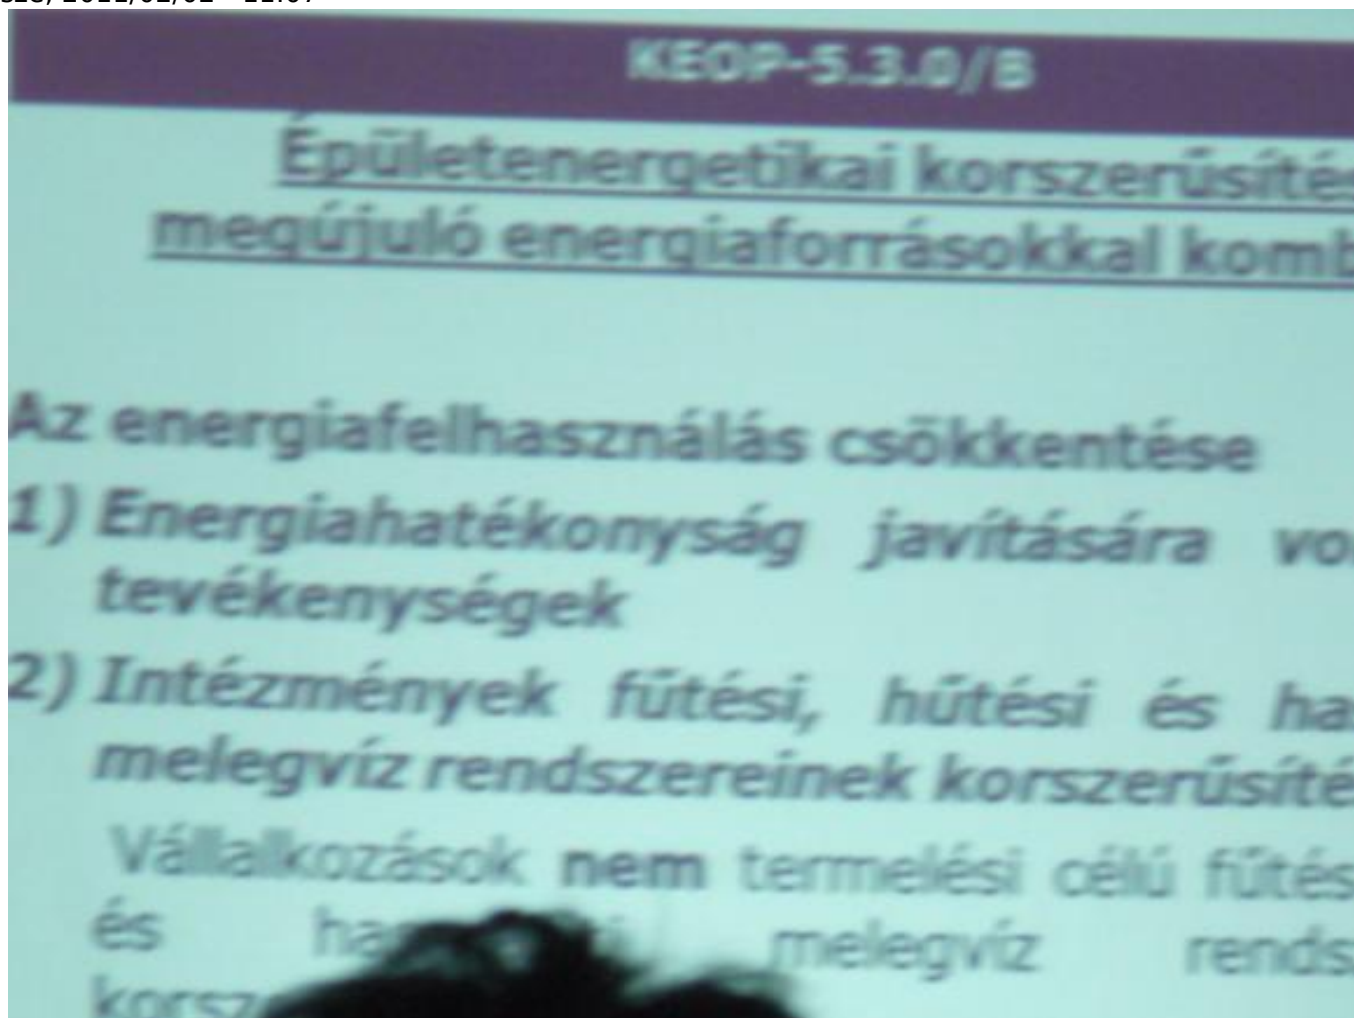 KEOP-5.3.0/B
Épületenergetikai korszerűsítés
megújuló energiaforrásokkal komb
Az energiafelhasználás csökkentése
1) Energiahatékonyság javítására vo
tevékenységek
2) Intézmények fűtési, hűtési és ha
melegvíz rendszereinek korszerűsíté
Vállalkozások nem termelési célú fűtés
és melegvíz rends
korsz